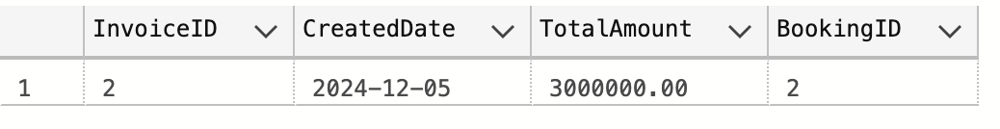 InvoiceID CreatedDate TotalAmount BookingID
1 2 2024-12-05 3000000.00 2